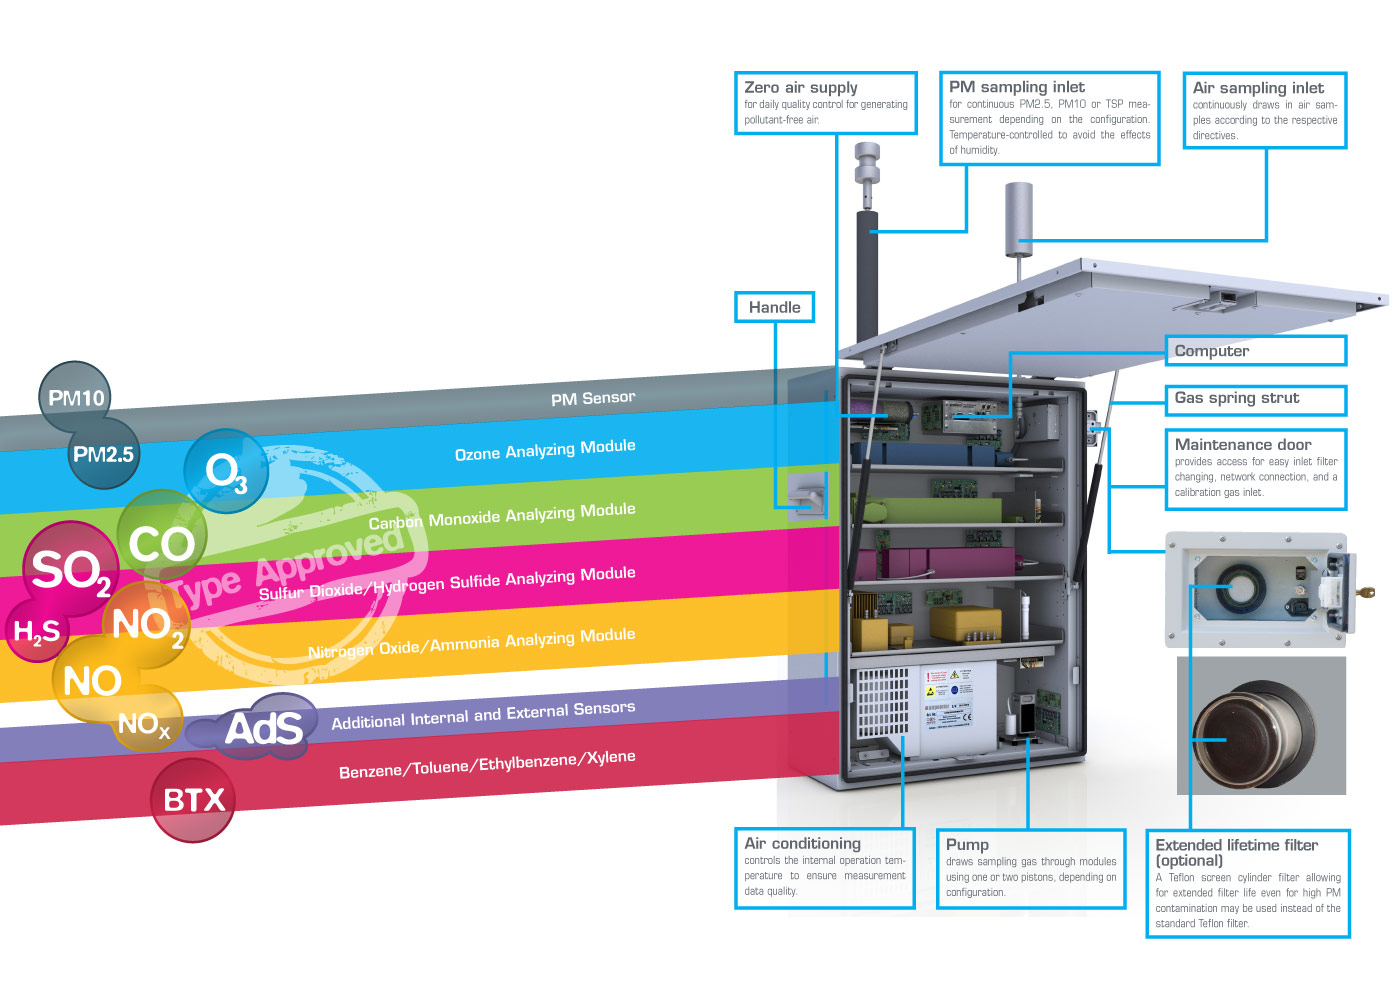 Zero air supply
for daily quality control for generating
pollutant-free air.
PM sampling inlet
for continuous PM2.5, PM10 or TSP mea-
surement depending on the configuration.
Temperature-controlled to avoid the effects
of humidity.
Air sampling inlet
continuously draws in air sam-
ples according to the respective
directives.
Handle
Computer
Gas spring strut
Maintenance door
provides access for easy inlet filter
changing, network connection, and a
calibration gas inlet.
PM10
PM2.5
O3
CO
SO2
H2S
NO2
NO
NOx
AdS
BTX
Type Approved
PM Sensor
Ozone Analyzing Module
Carbon Monoxide Analyzing Module
Sulfur Dioxide/Hydrogen Sulfide Analyzing Module
Nitrogen Oxide/Ammonia Analyzing Module
Additional Internal and External Sensors
Benzene/Toluene/Ethylbenzene/Xylene
Air conditioning
controls the internal operation tem-
perature to ensure measurement
data quality.
Pump
draws sampling gas through modules
using one or two pistons, depending on
configuration.
Extended lifetime filter
(optional)
A Teflon screen cylinder filter allowing
for extended filter life even for high PM
contamination may be used instead of the
standard Teflon filter.